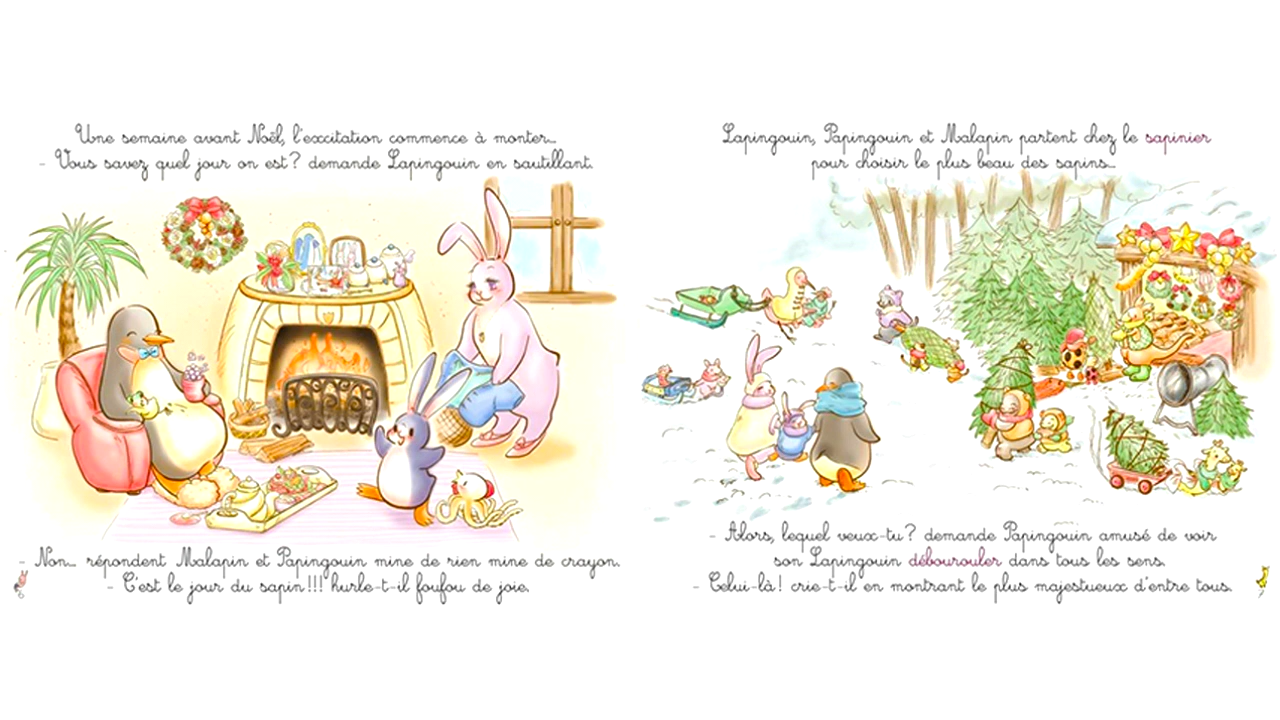 Une semaine avant Noël, l'excitation commence à monter...
- Vous savez quel jour on est? demande Lapingouin en sautillant.
- Non... répondent Malapin et Papingouin mine de rien mine de crayon.
- C'est le jour du sapin!!! hurle-t-il foufou de joie.
Lapingouin, Papingouin et Malapin partent chez le sapinier
pour choisir le plus beau des sapins...
- Alors, lequel veux-tu? demande Papingouin amusé de voir
son Lapingouin débourouler dans tous les sens.
- Celui-là! crie-t-il en montrant le plus majestueux d'entre tous.